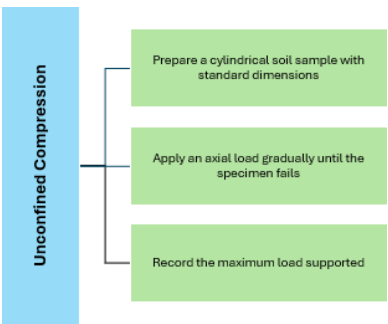 Unconfined Compression
Prepare a cylindrical soil sample with
standard dimensions
Apply an axial load gradually until the
specimen fails
Record the maximum load supported